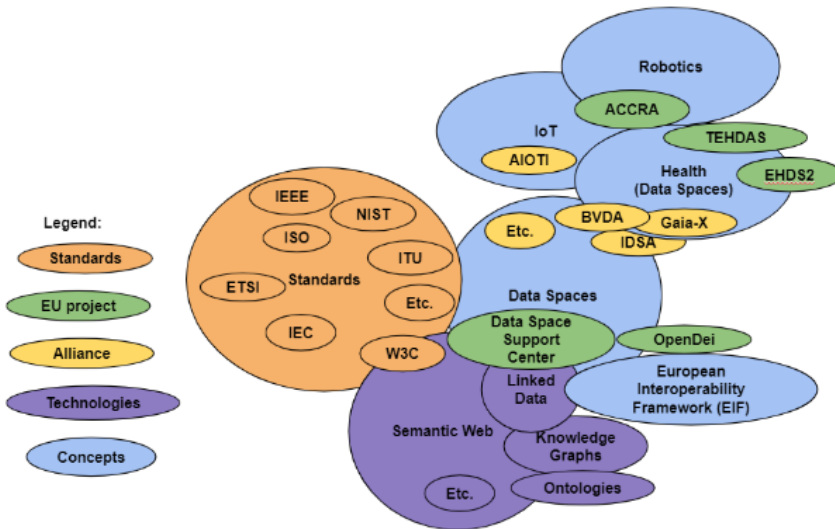 Robotics
ACCRA
IoT
TEHDAS
AIOTI
Health
(Data Spaces)
EHDS2
IEEE
NIST
BVDA
Gaia-X
Legend:
ISO
Etc.
IDSA
Standards
ITU
Standards
ETSI
EU project
Etc.
Data Spaces
IEC
Data Space
Support
Center
OpenDei
Alliance
W3C
European
Interoperability
Framework (EIF)
Linked
Data
Technologies
Semantic Web
Knowledge
Graphs
Concepts
Etc.
Ontologies